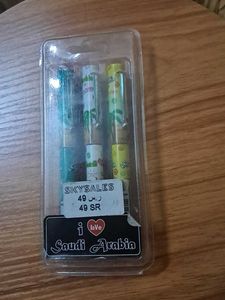 SKYSALES
49 ر.س
49 SR
i love
Saudi Arabia